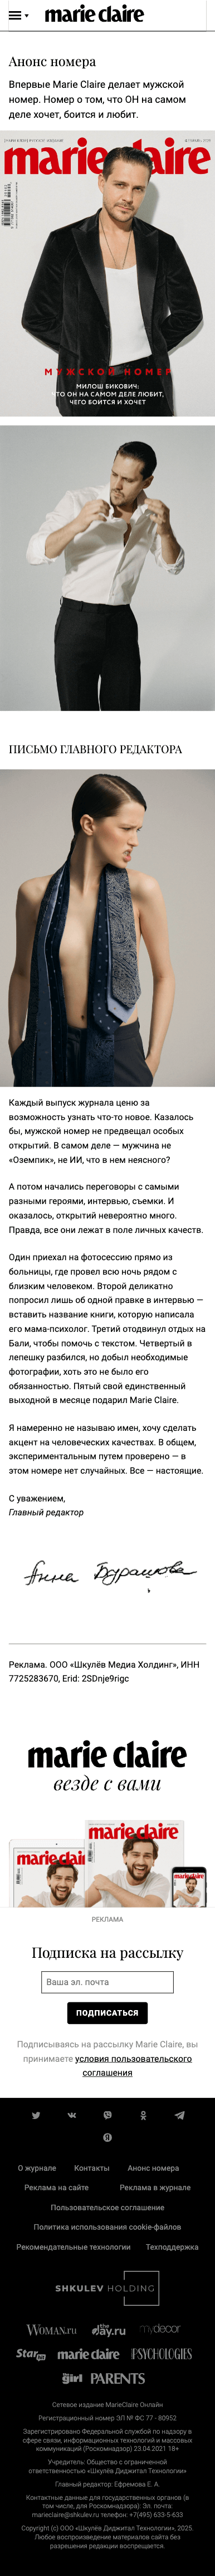 marie claire
Анонс номера
Впервые Marie Claire делает мужской
номер. Номер о том, что ОН на самом
деле хочет, боится и любит.
marie claire
МУЖСКОЙ НОМЕР
МИЛОШ БИКОВИЧ:
ЧТО ОН НА САМОМ ДЕЛЕ ЛЮБИТ,
ЧЕГО БОИТСЯ И ХОЧЕТ
ПИСЬМО ГЛАВНОГО РЕДАКТОРА
Каждый выпуск журнала ценю за
возможность узнать что-то новое. Казалось
бы, мужской номер не предвещал особых
открытий. В самом деле — мужчина не
«Оземпик», не ИИ, что в нем неясного?
А потом начались переговоры с самыми
разными героями, интервью, съемки. И
оказалось, открытий невероятно много.
Правда, все они лежат в поле личных качеств.
Один приехал на фотосессию прямо из
больницы, где провел всю ночь рядом с
близким человеком. Второй деликатно
попросил лишь об одной правке в интервью —
вставить название книги, которую написала
его мама-психолог. Третий отодвинул отдых на
Бали, чтобы помочь с текстом. Четвертый в
лепешку разбился, но добыл необходимые
фотографии, хоть это не было его
обязанностью. Пятый свой единственный
выходной в месяце подарил Marie Claire.
Я намеренно не называю имен, хочу сделать
акцент на человеческих качествах. В общем,
экспериментальным путем проверено — в
этом номере нет случайных. Все — настоящие.
С уважением,
Главный редактор
Анна Бурашова
Реклама. ООО «Шкулёв Медиа Холдинг», ИНН
7725283670, Erid: 2SDnje9rigc
marie claire
везде с вами
marie claire
marie claire
marie claire
РЕКЛАМА
Подписка на рассылку
Ваша эл. почта
ПОДПИСАТЬСЯ
Подписываясь на рассылку Marie Claire, вы
принимаете условия пользовательского
соглашения
О журнале Контакты Анонс номера
Реклама на сайте Реклама в журнале
Пользовательское соглашение
Политика использования cookie-файлов
Рекомендательные технологии Техподдержка
SHKULEV HOLDING
WOMAN.ru the day.ru mydecor
Star marie claire PSYCHOLOGIES
girl PARENTS
Сетевое издание MarieClaire Онлайн
Регистрационный номер ЭЛ № ФС 77 - 80952
Зарегистрировано Федеральной службой по надзору в
сфере связи, информационных технологий и массовых
коммуникаций (Роскомнадзор) 23.04.2021 18+
Учредитель: Общество с ограниченной
ответственностью «Шкулёв Диджитал Технологии»
Главный редактор: Ефремова Е. А.
Контактные данные для государственных органов (в
том числе, для Роскомнадзора): Эл. почта:
marieclaire@shkulev.ru телефон: +7(495) 633-5-633
Copyright (с) ООО «Шкулёв Диджитал Технологии», 2025.
Любое воспроизведение материалов сайта без
разрешения редакции воспрещается.